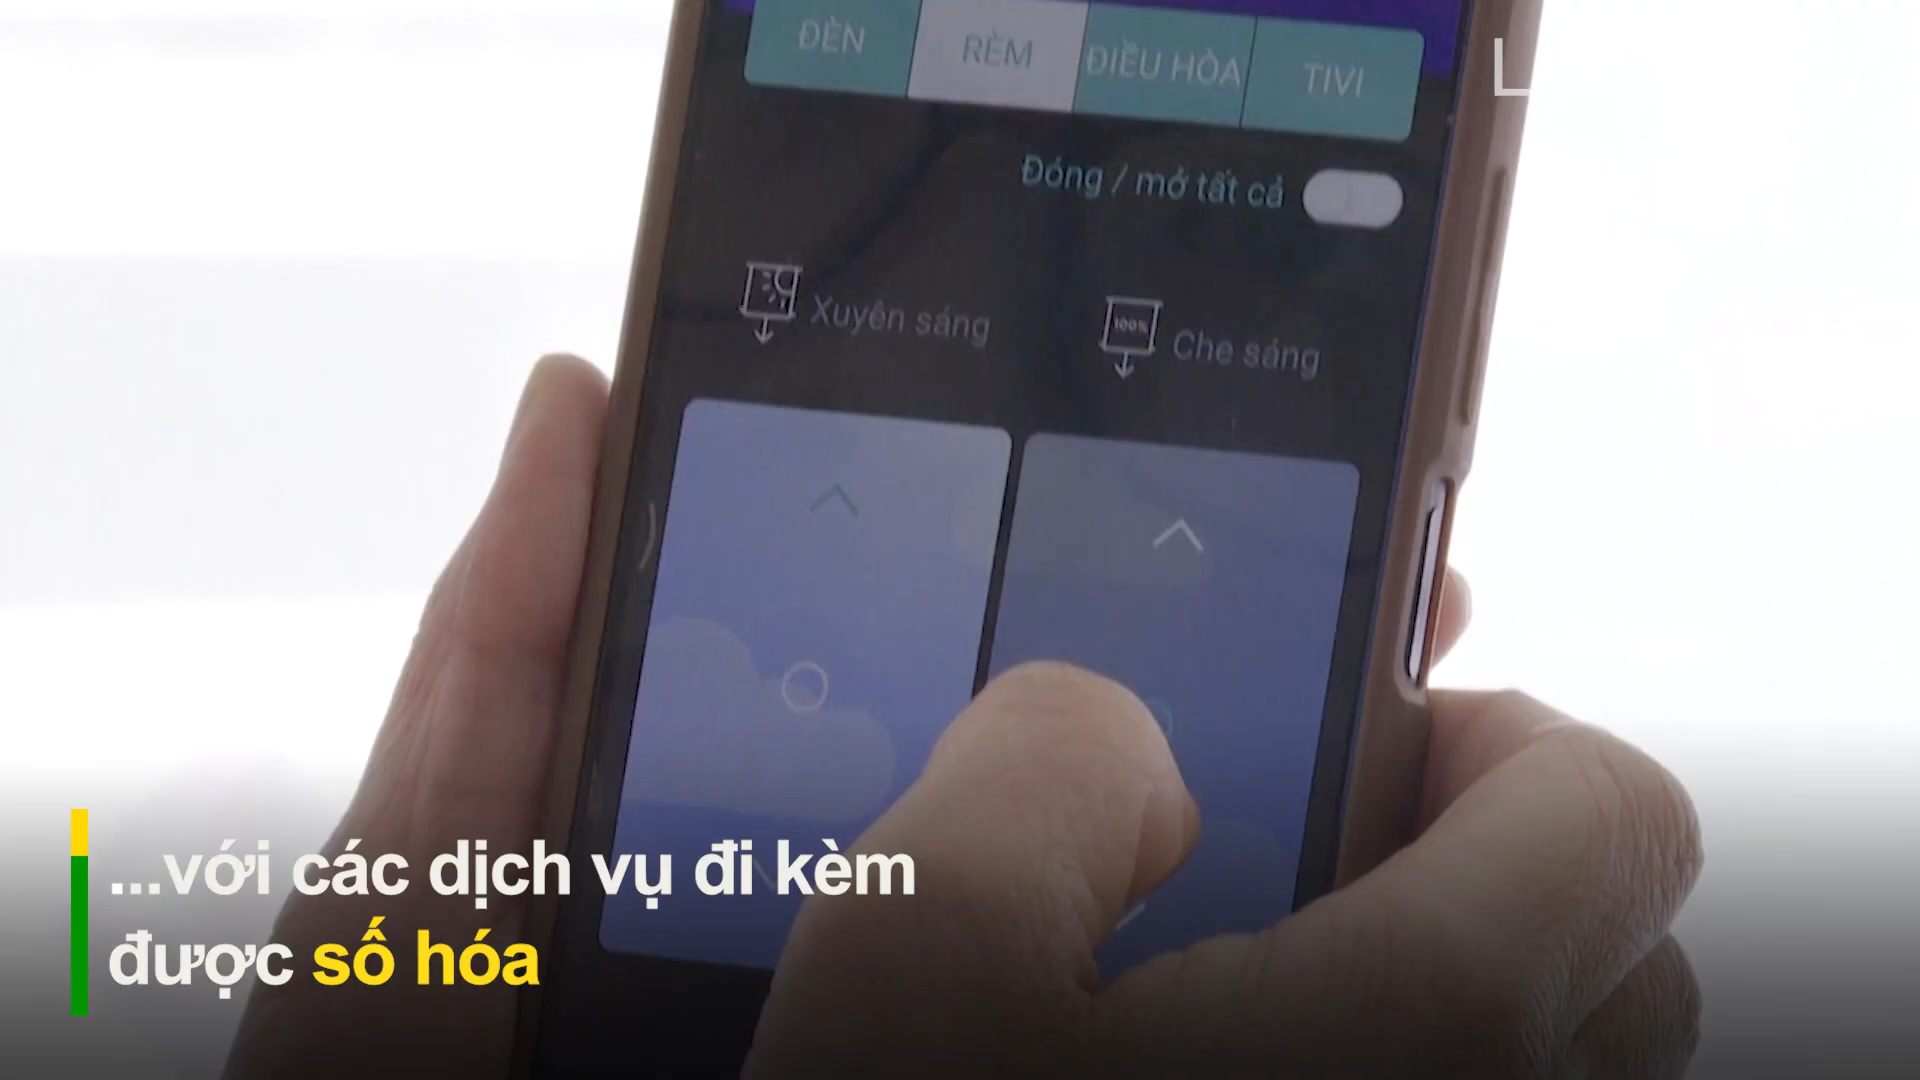 ĐÈN RÈM ĐIỀU HÒA TIVI
L
Đóng / mở tất cả
Xuyên sáng
100% Che sáng
...với các dịch vụ đi kèm
được số hóa